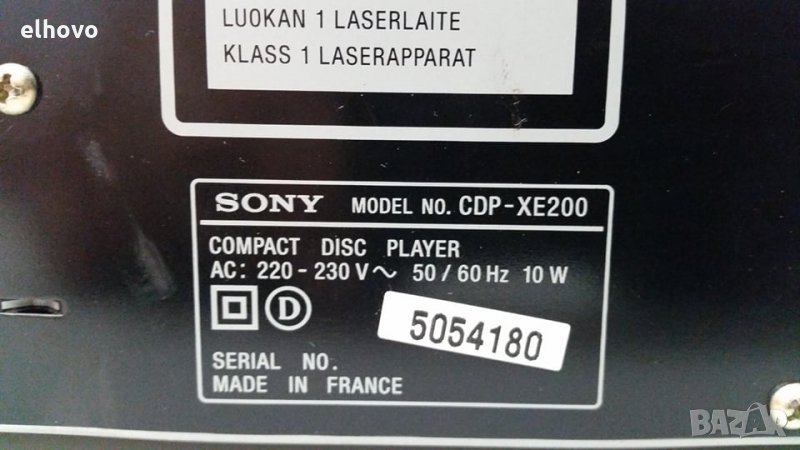 elhovo
LUOKAN 1 LASERLAITE
KLASS 1 LASERAPPARAT
SONY MODEL NO. CDP-XE200
COMPACT DISC PLAYER
AC: 220 - 230 V~ 50 / 60 Hz 10 W
D
5054180
SERIAL NO.
MADE IN FRANCE
BAZAR